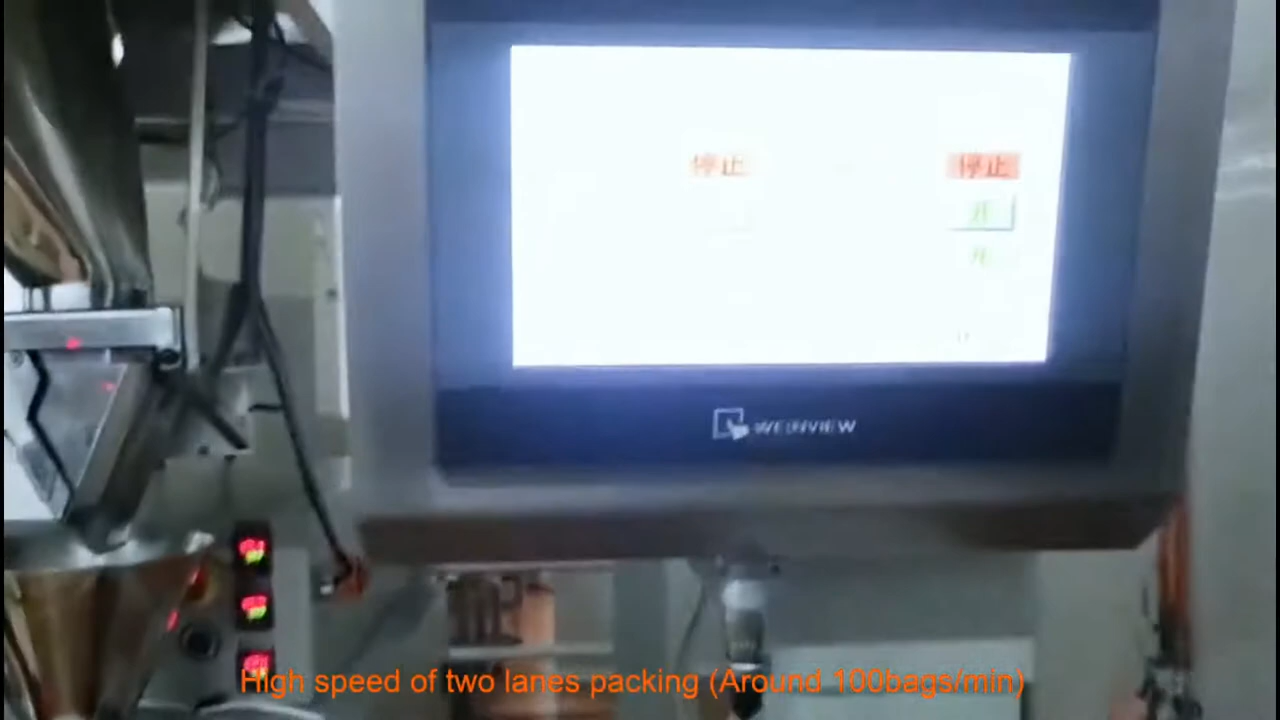 停止
停止
开
开
WEINVIEW
High speed of two lanes packing (Around 100bags/min)